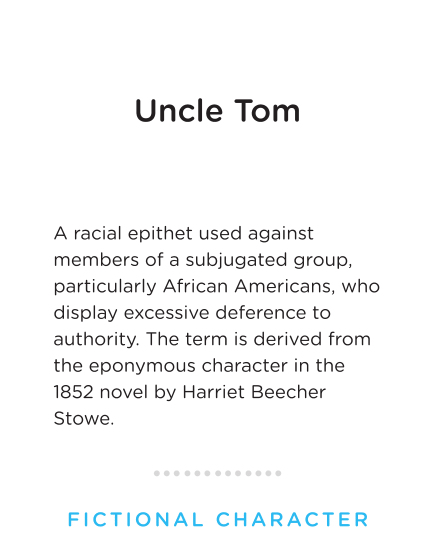 Uncle Tom
A racial epithet used against
members of a subjugated group,
particularly African Americans, who
display excessive deference to
authority. The term is derived from
the eponymous character in the
1852 novel by Harriet Beecher
Stowe.
FICTIONAL CHARACTER